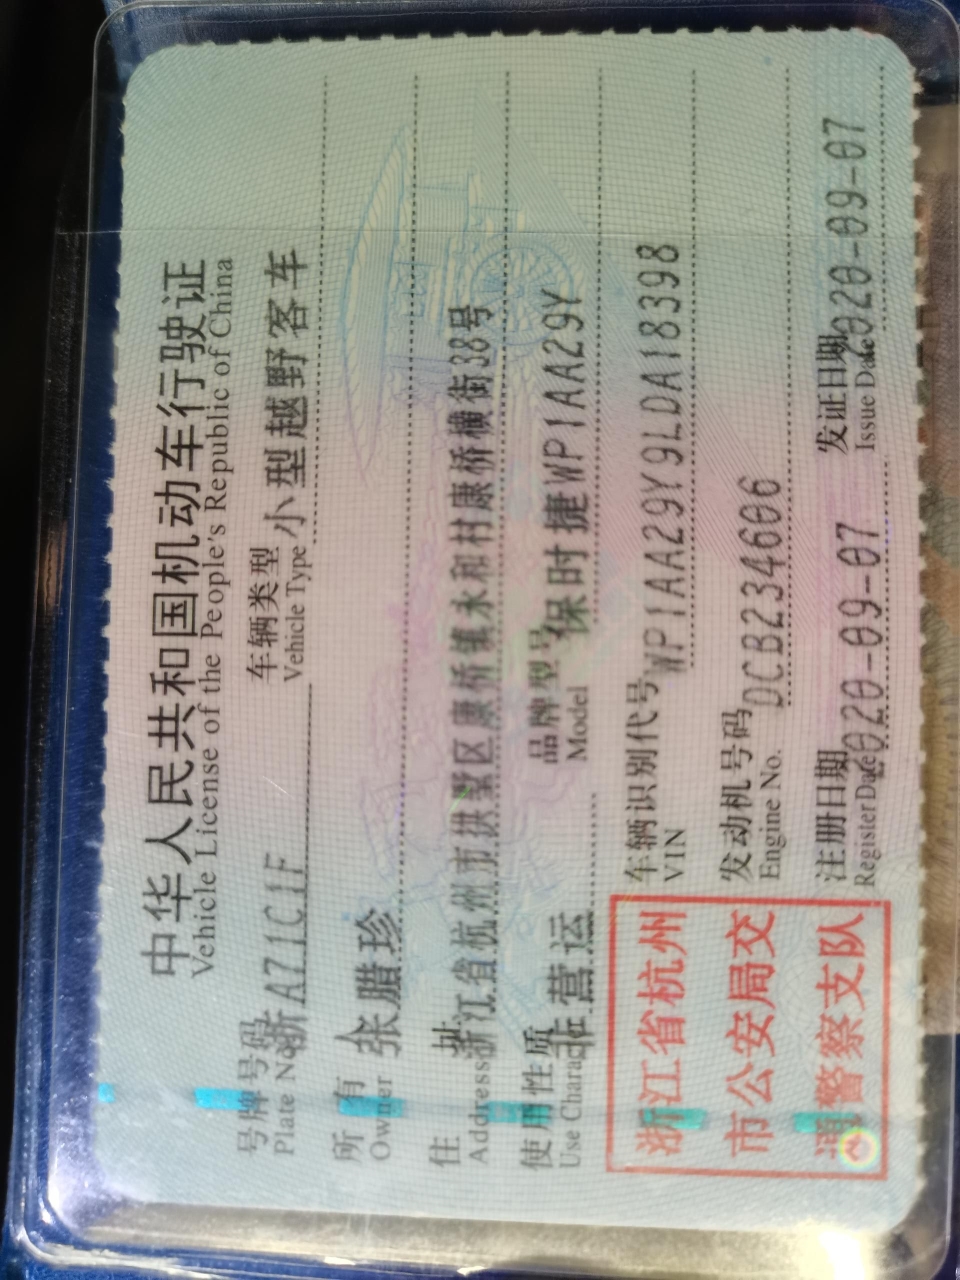 中华人民共和国机动车行驶证
Vehicle License of the People's Republic of China
号牌号码 浙A71C1F 车辆类型 小型越野客车
Plate No. Vehicle Type
所有人 张腊珍
Owner
住址 浙江省杭州市拱墅区康桥镇永和村康桥横街38号
Address
使用性质 非营运 品牌型号 保时捷WP1AA29Y
Use Character Model
浙江省杭州
市公安局交
通警察支队
车辆识别代号 WP1AA29Y9LDA18398
VIN
发动机号码 DCB234606
Engine No.
注册日期 2020-09-07 发证日期 2020-09-07
Register Date Issue Date